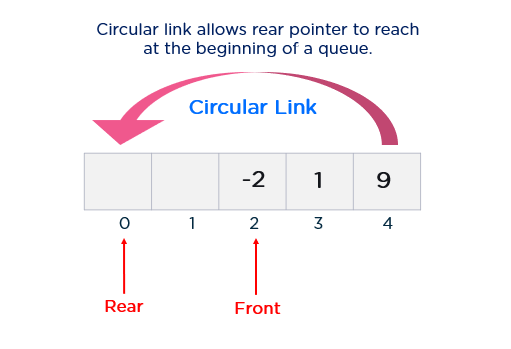 Circular link allows rear pointer to reach
at the beginning of a queue.
Circular Link
-2 1 9
0 1 2 3 4
Rear Front